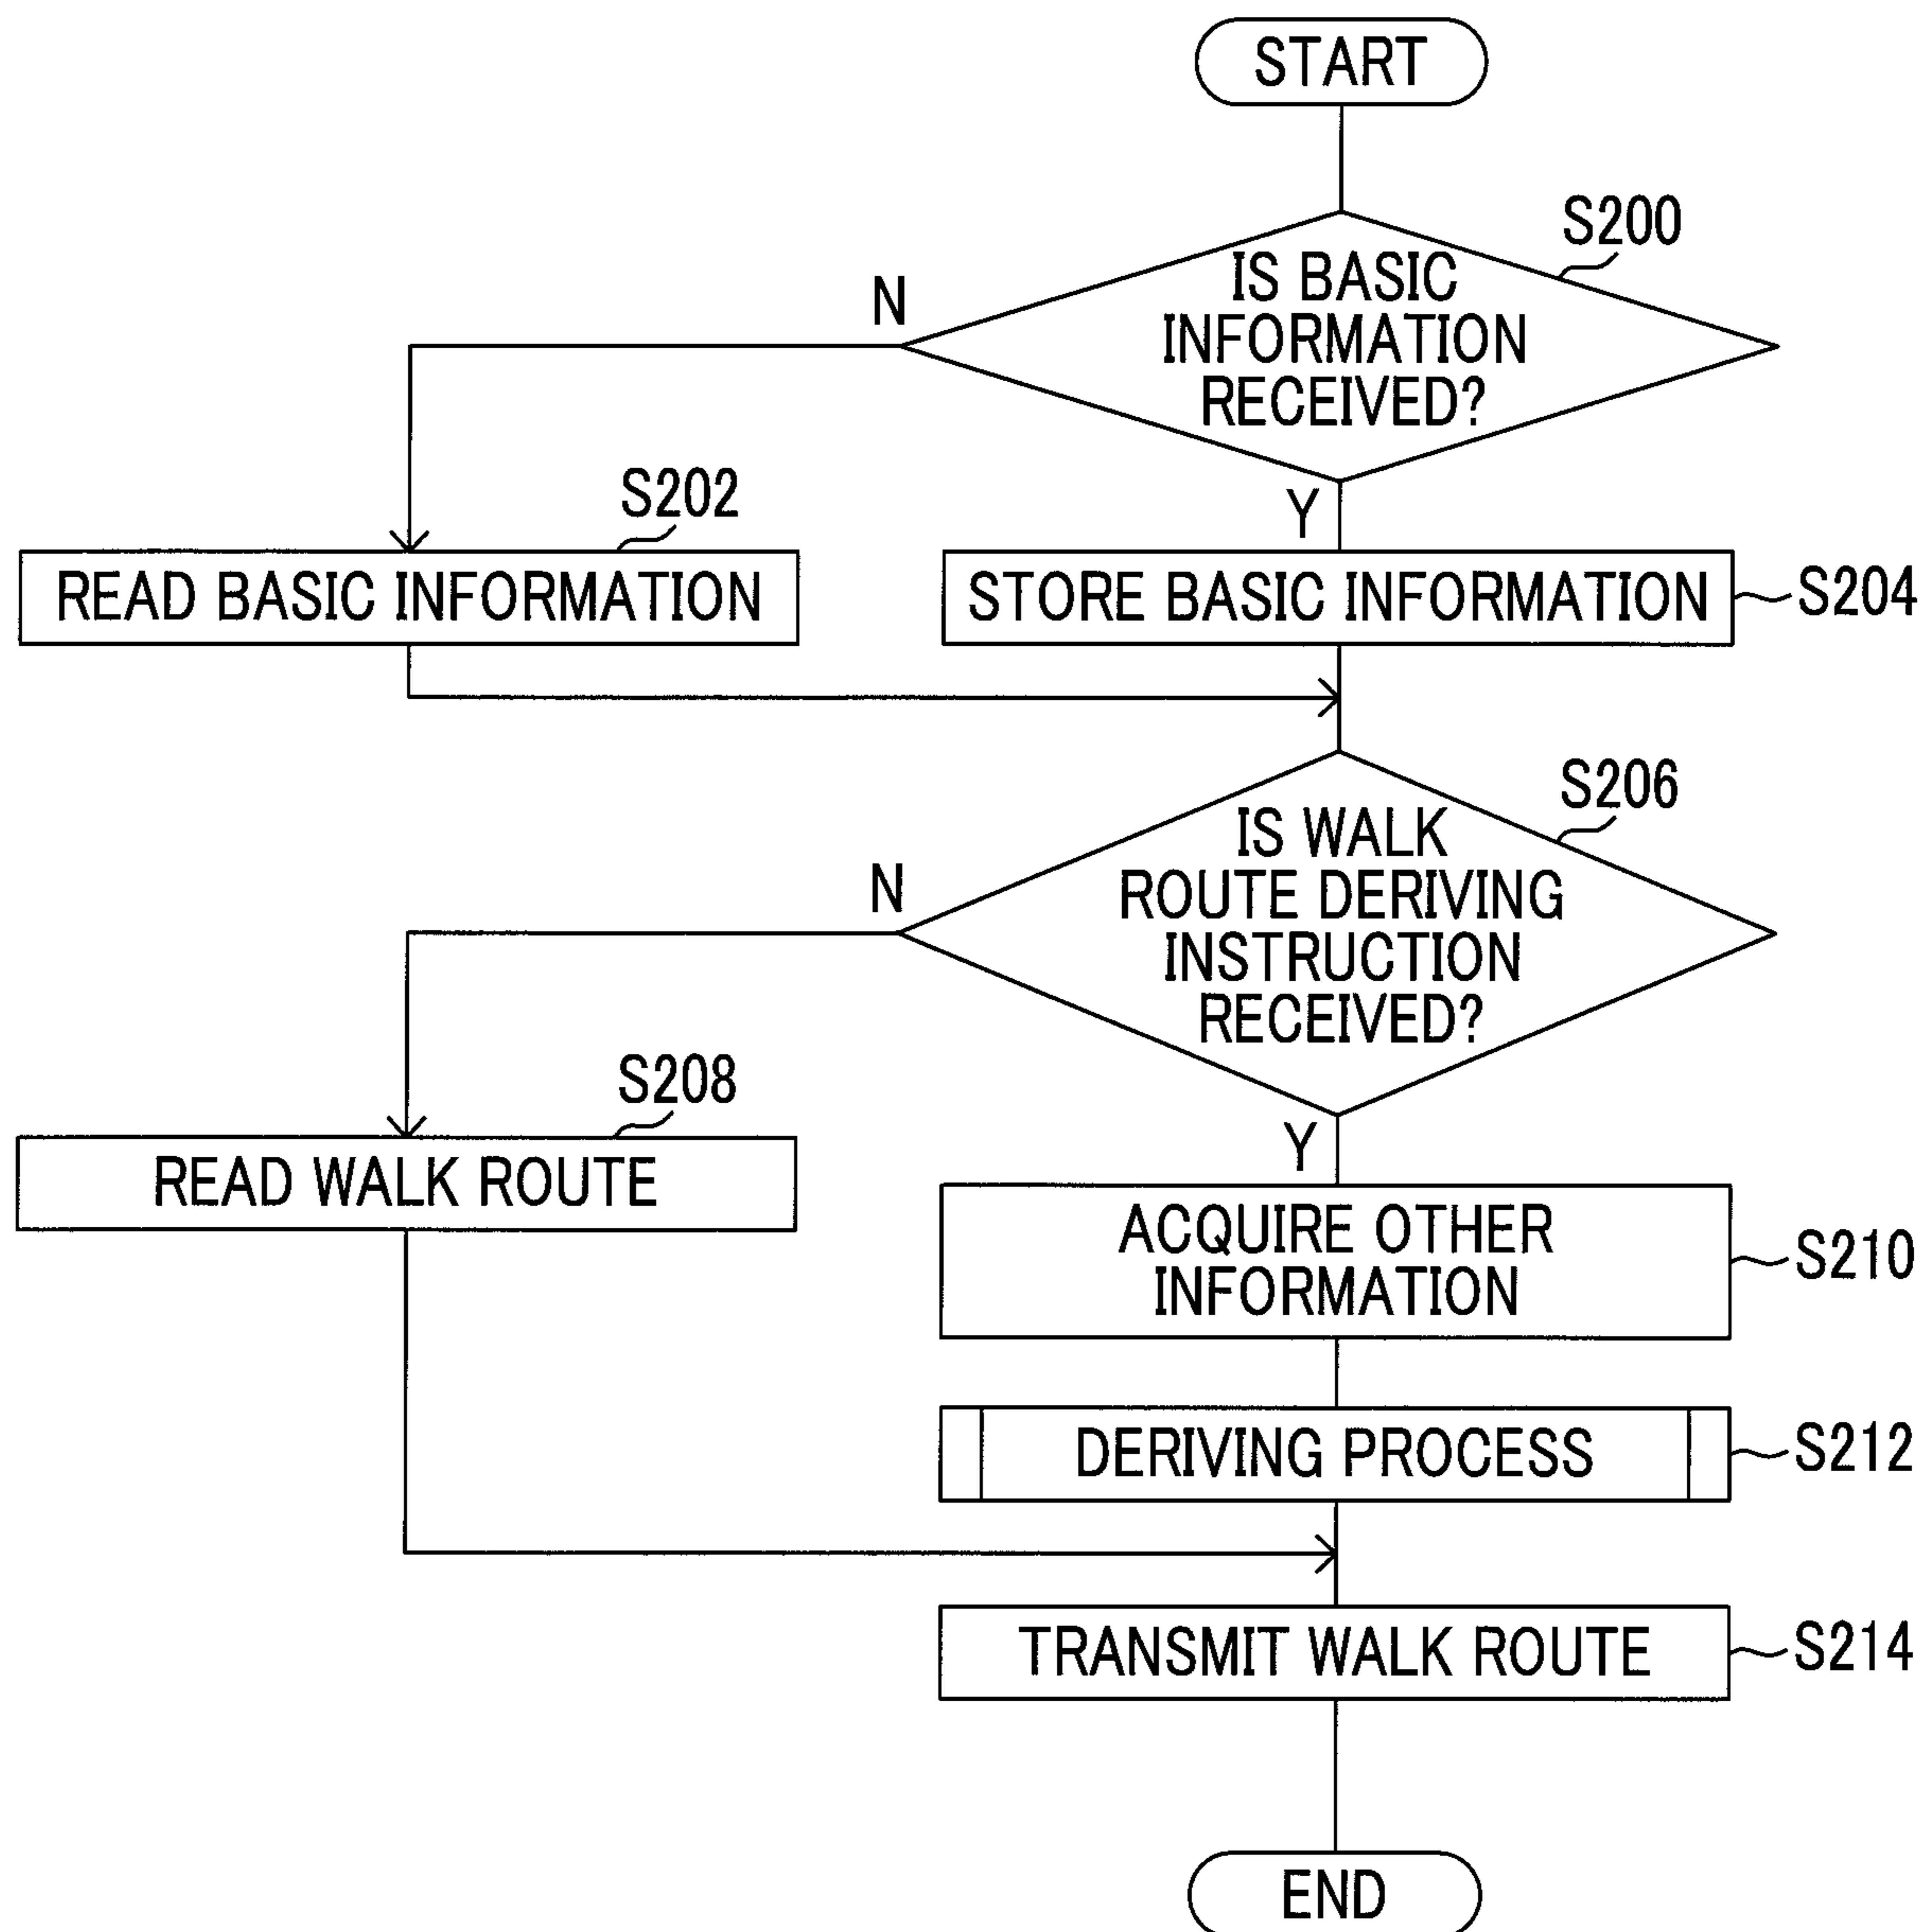 START
S200
IS BASIC
INFORMATION
RECEIVED?
N
Y
S202
READ BASIC INFORMATION
STORE BASIC INFORMATION
S204
S206
IS WALK
ROUTE DERIVING
INSTRUCTION
RECEIVED?
N
Y
S208
READ WALK ROUTE
ACQUIRE OTHER
INFORMATION
S210
DERIVING PROCESS
S212
TRANSMIT WALK ROUTE
S214
END